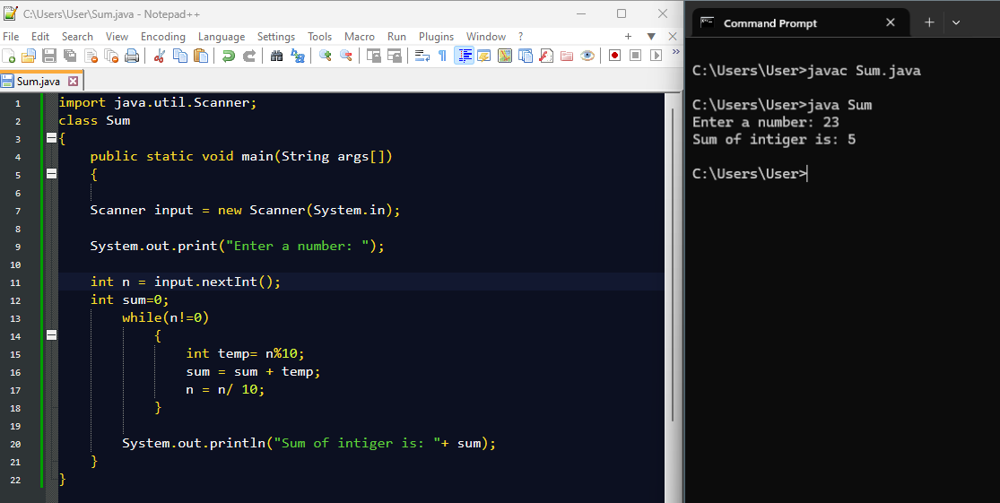 C:\Users\User\Sum.java - Notepad++
File Edit Search View Encoding Language Settings Tools Macro Run Plugins Window ?
Sum.java
1 import java.util.Scanner;
2 class Sum
3 {
4 public static void main(String args[])
5 {
6
7 Scanner input = new Scanner(System.in);
8
9 System.out.print("Enter a number: ");
10
11 int n = input.nextInt();
12 int sum=0;
13 while(n!=0)
14 {
15 int temp= n%10;
16 sum = sum + temp;
17 n = n/ 10;
18 }
19
20 System.out.println("Sum of intiger is: "+ sum);
21 }
22 }
Command Prompt
C:\Users\User>javac Sum.java
C:\Users\User>java Sum
Enter a number: 23
Sum of intiger is: 5
C:\Users\User>